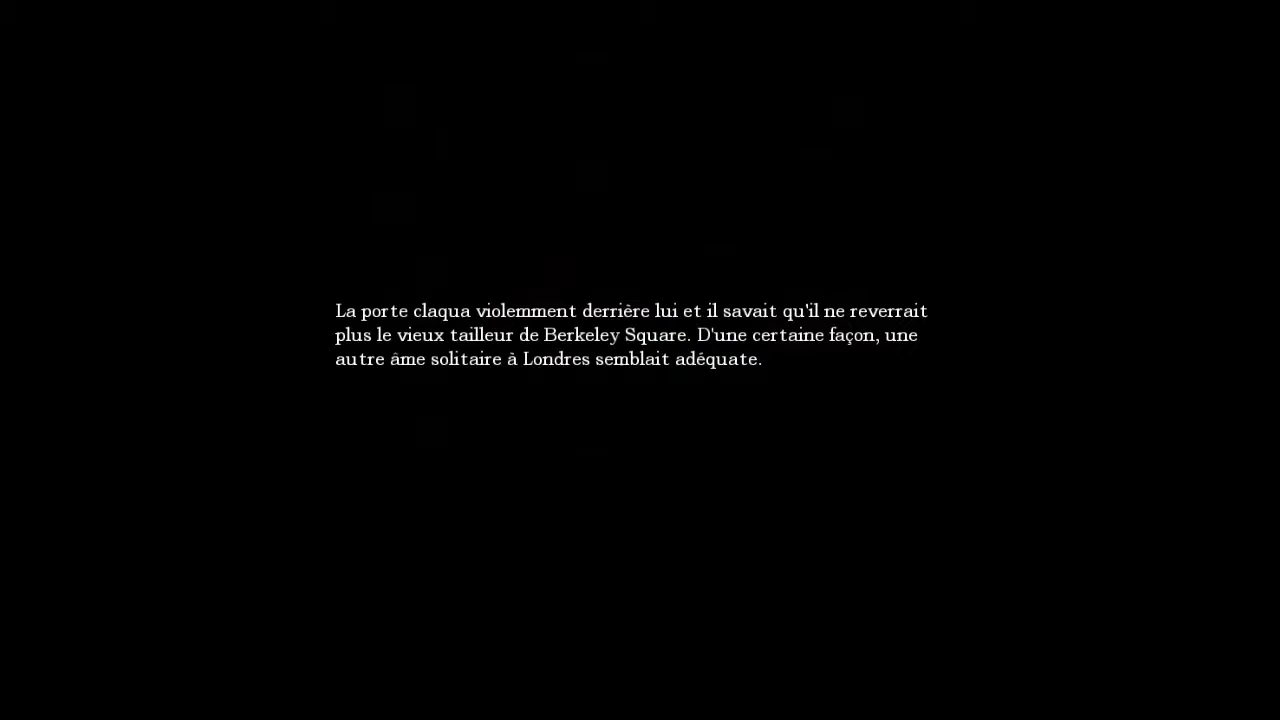 La porte claqua violemment derrière lui et il savait qu'il ne reverrait
plus le vieux tailleur de Berkeley Square. D'une certaine façon, une
autre âme solitaire à Londres semblait adéquate.